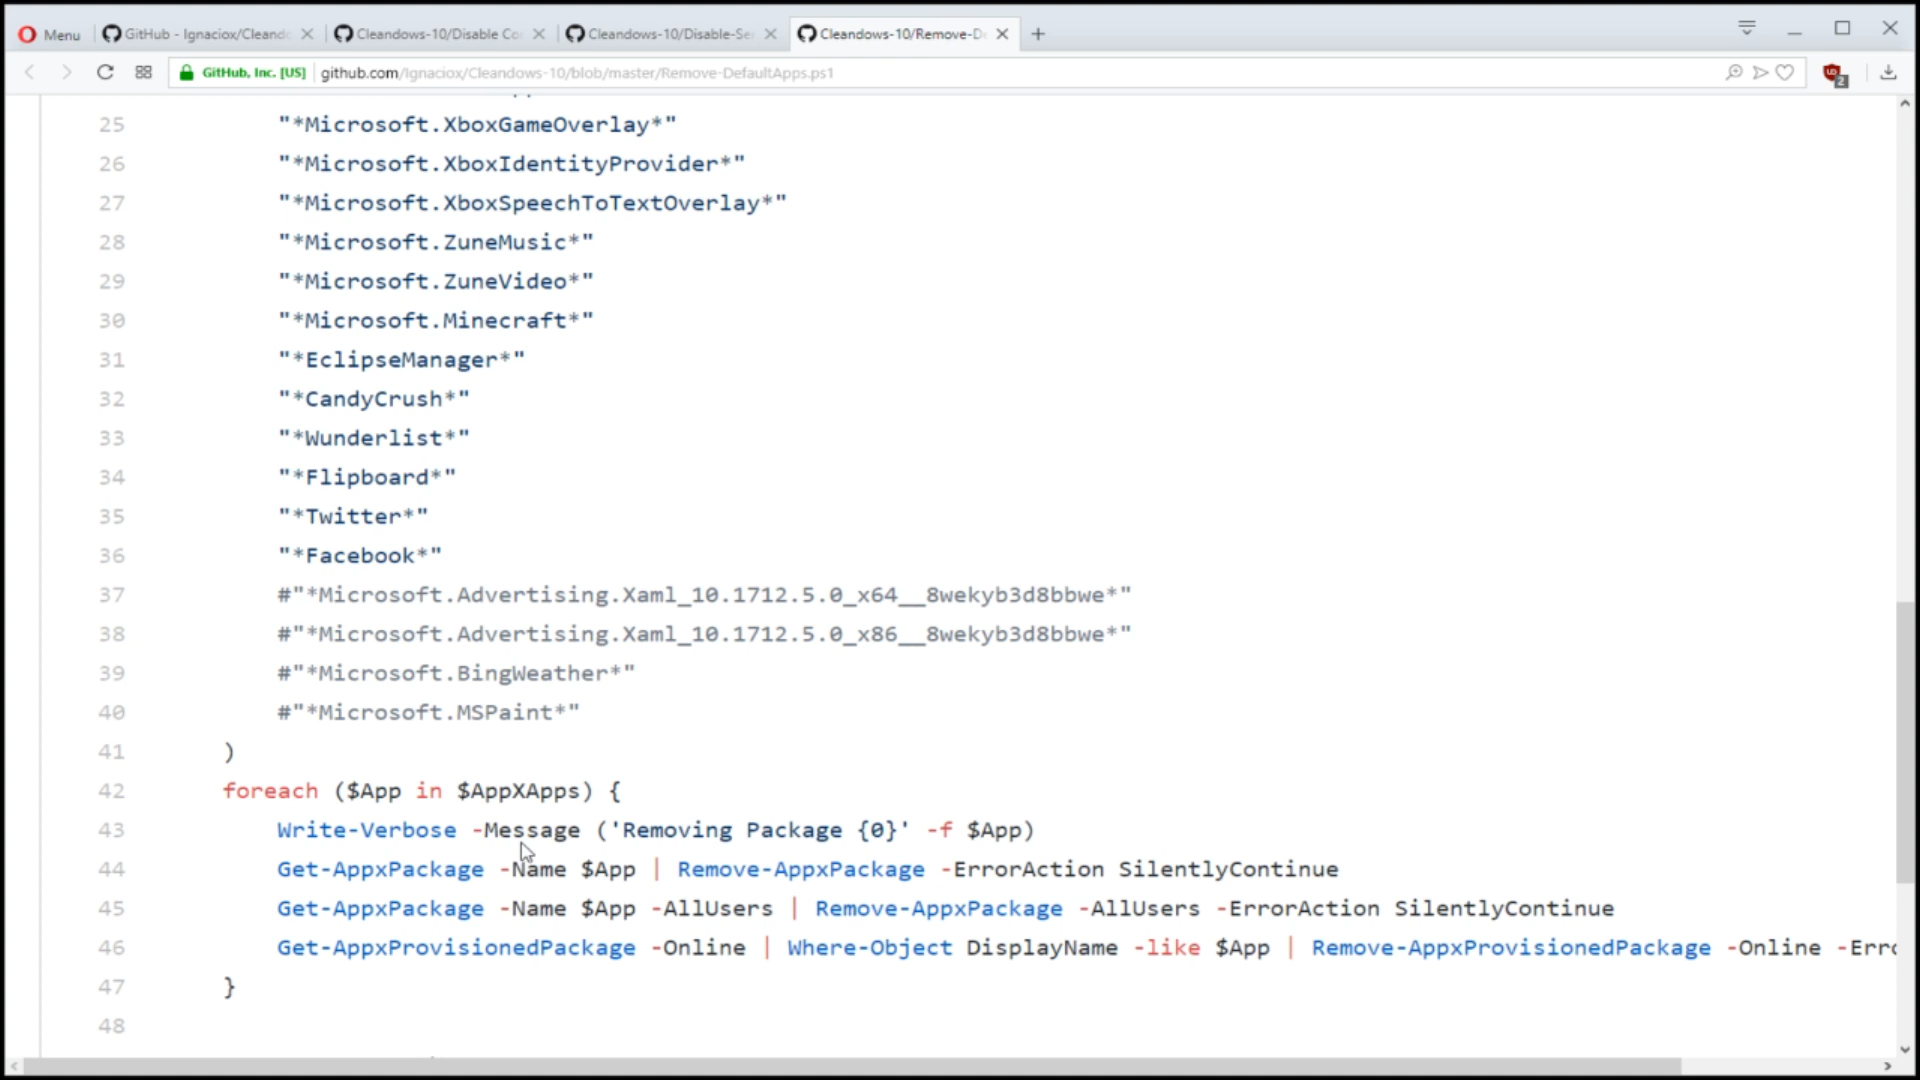 Menu
GitHub - Ignaciox/Cleand
Cleandows-10/Disable Co
Cleandows-10/Disable-Se
Cleandows-10/Remove-D
GitHub, Inc. [US]
github.com/Ignaciox/Cleandows-10/blob/master/Remove-DefaultApps.ps1
2
25 "*Microsoft.XboxGameOverlay*"
26 "*Microsoft.XboxIdentityProvider*"
27 "*Microsoft.XboxSpeechToTextOverlay*"
28 "*Microsoft.ZuneMusic*"
29 "*Microsoft.ZuneVideo*"
30 "*Microsoft.Minecraft*"
31 "*EclipseManager*"
32 "*CandyCrush*"
33 "*Wunderlist*"
34 "*Flipboard*"
35 "*Twitter*"
36 "*Facebook*"
37 #"*Microsoft.Advertising.Xaml_10.1712.5.0_x64__8wekyb3d8bbwe*"
38 #"*Microsoft.Advertising.Xaml_10.1712.5.0_x86__8wekyb3d8bbwe*"
39 #"*Microsoft.BingWeather*"
40 #"*Microsoft.MSPaint*"
41 )
42 foreach ($App in $AppXApps) {
43 Write-Verbose -Message ('Removing Package {0}' -f $App)
44 Get-AppxPackage -Name $App | Remove-AppxPackage -ErrorAction SilentlyContinue
45 Get-AppxPackage -Name $App -AllUsers | Remove-AppxPackage -AllUsers -ErrorAction SilentlyContinue
46 Get-AppxProvisionedPackage -Online | Where-Object DisplayName -like $App | Remove-AppxProvisionedPackage -Online -Erro
47 }
48